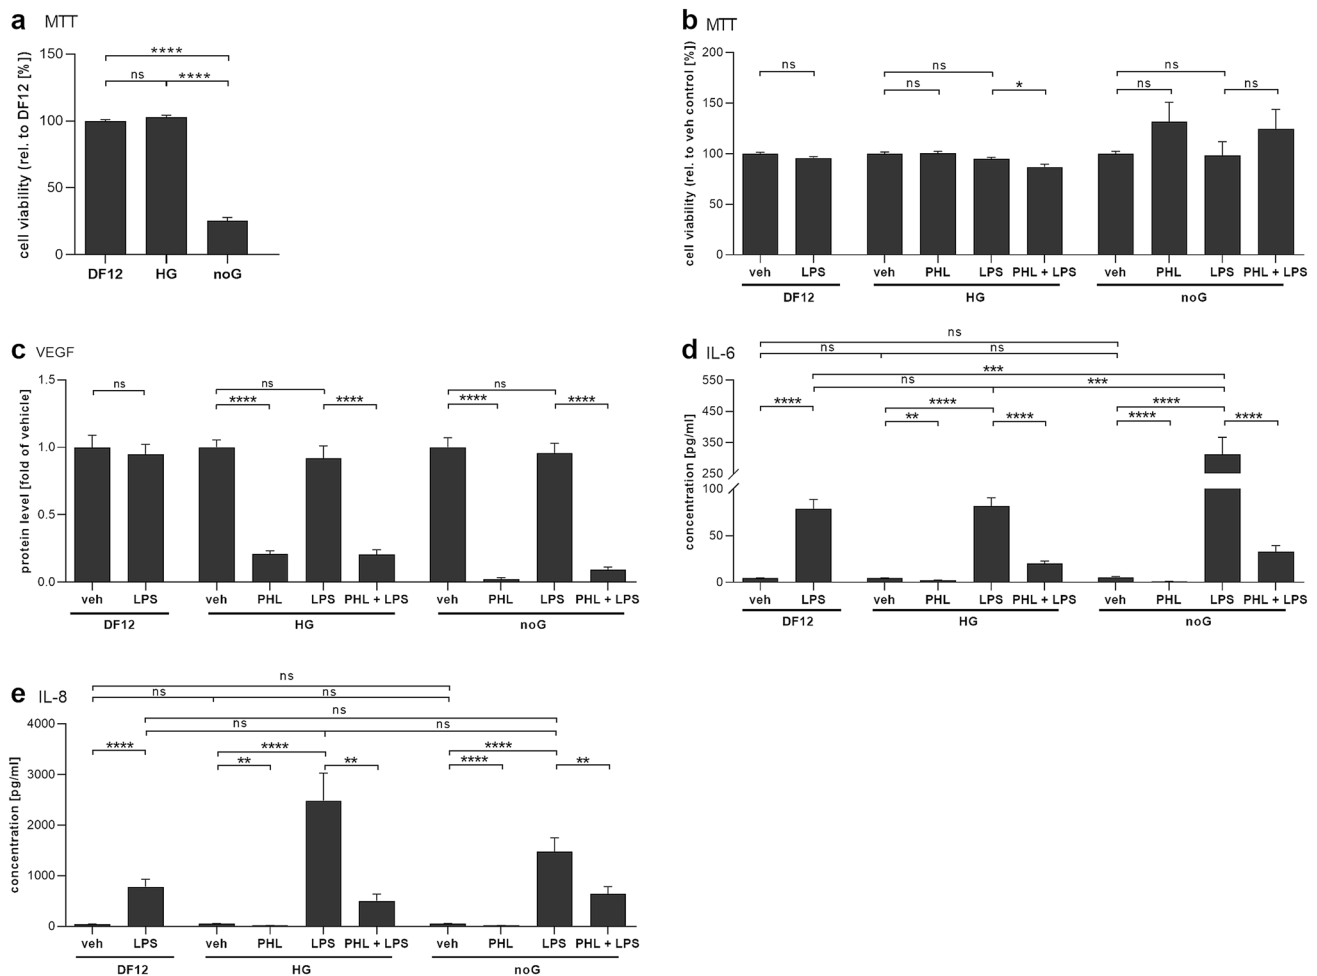 a MTT
cell viability (rel. to DF12 [%])
150
100
50
0
****
ns ****
DF12 HG noG
b MTT
cell viability (rel. to veh control [%])
200
150
100
50
0
ns ns ns
ns * ns ns
veh LPS veh PHL LPS PHL + LPS veh PHL LPS PHL + LPS
DF12 HG noG
c VEGF
protein level [fold of vehicle]
1.5
1.0
0.5
0.0
ns ns ns
**** **** **** ****
veh LPS veh PHL LPS PHL + LPS veh PHL LPS PHL + LPS
DF12 HG noG
d IL-6
concentration [pg/ml]
550
450
350
250
100
50
0
ns
ns ns
***
ns ***
**** **** ****
** **** **** ****
veh LPS veh PHL LPS PHL + LPS veh PHL LPS PHL + LPS
DF12 HG noG
e IL-8
concentration [pg/ml]
4000
3000
2000
1000
0
ns
ns ns
ns
ns ns
**** **** ****
** ** **** **
veh LPS veh PHL LPS PHL + LPS veh PHL LPS PHL + LPS
DF12 HG noG